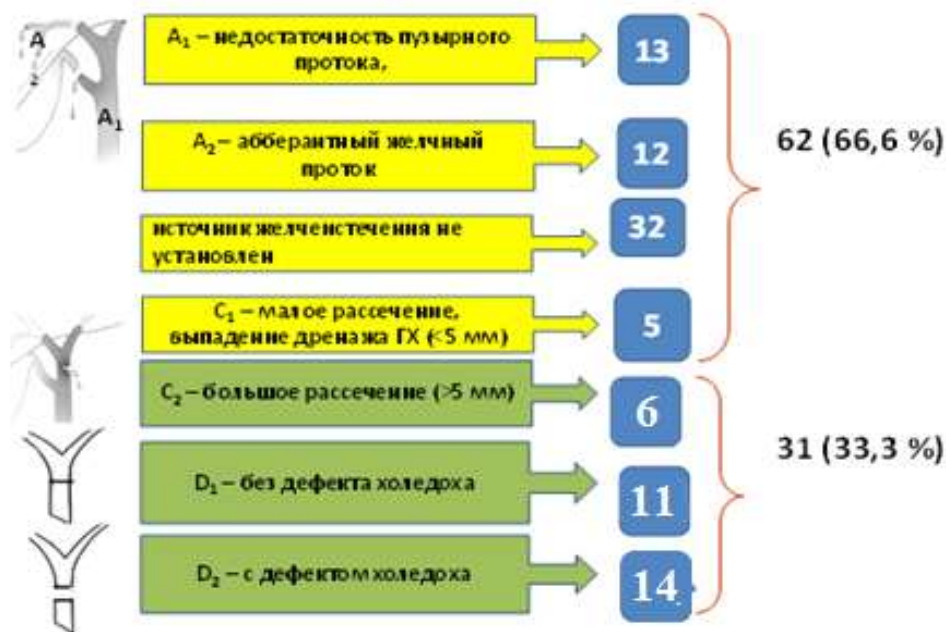 A
2
A₁
A₁ – недостаточность пузырного
протока,
13
A₂ – абберантный желчный
проток
12
62 (66,6 %)
источник желчеистечения не
установлен
32
C₁ – малое рассечение,
выпадение дренажа ГХ (<5 мм)
5
C₂ – большое рассечение (>5 мм)
6
31 (33,3 %)
D₁ – без дефекта холедоха
11
D₂ – с дефектом холедоха
14